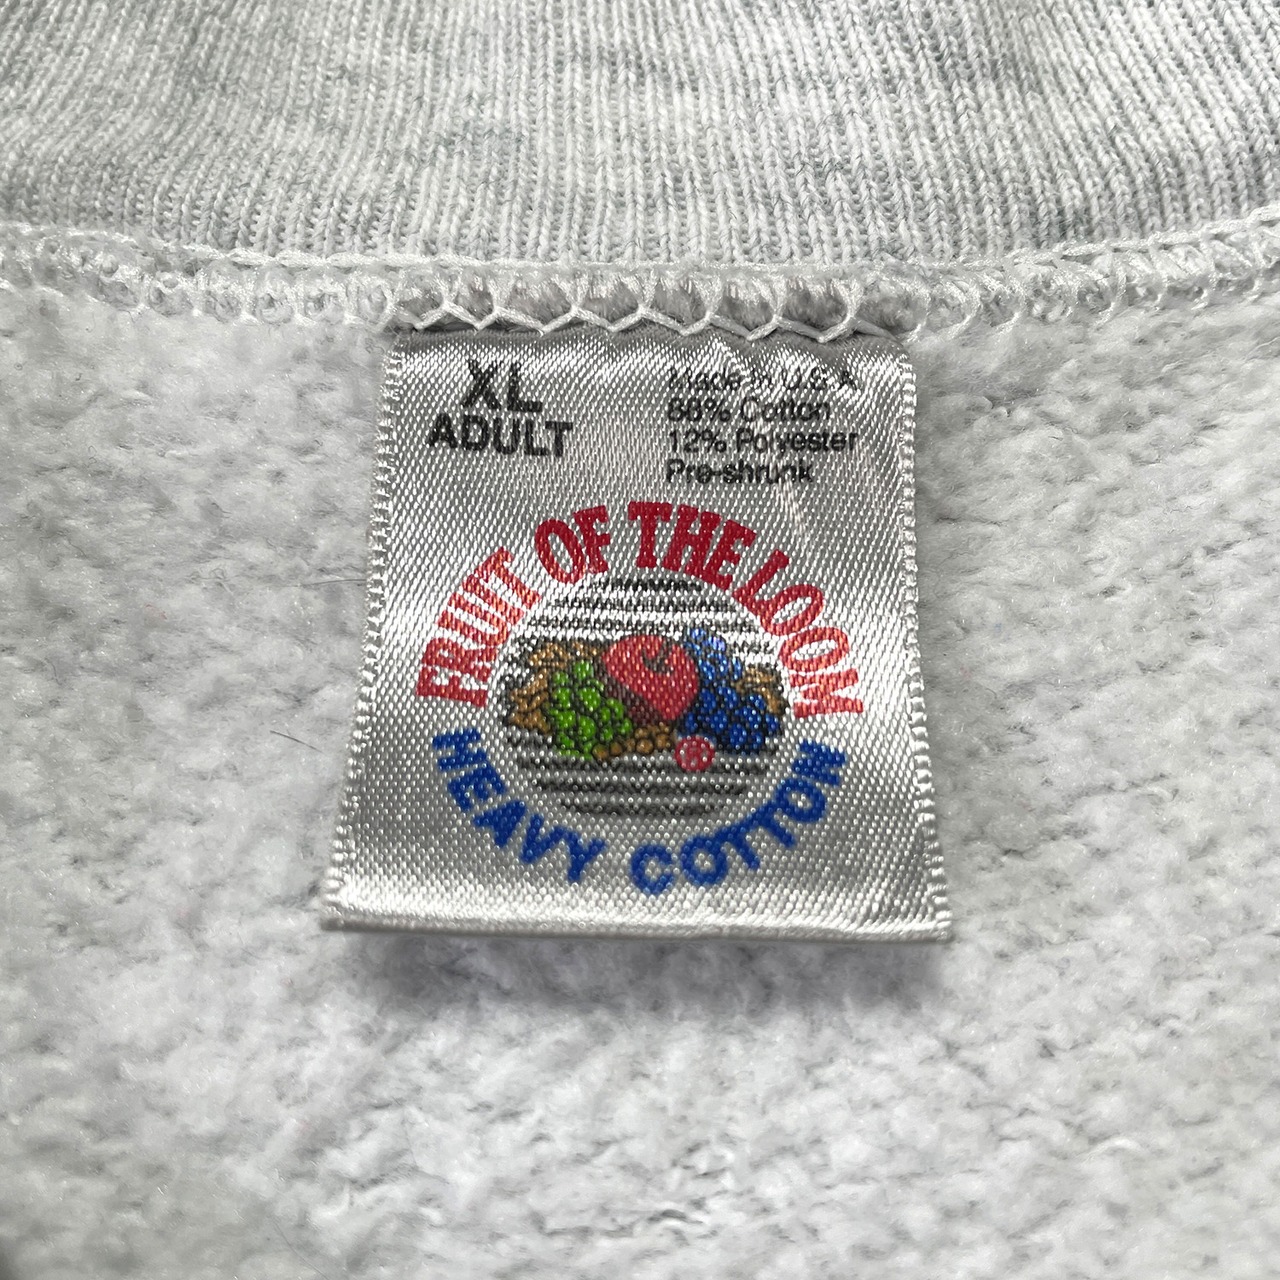 XL
ADULT
Made in U.S.A
88% Cotton
12% Polyester
Pre-shrunk
FRUIT OF THE LOOM
®
HEAVY COTTON